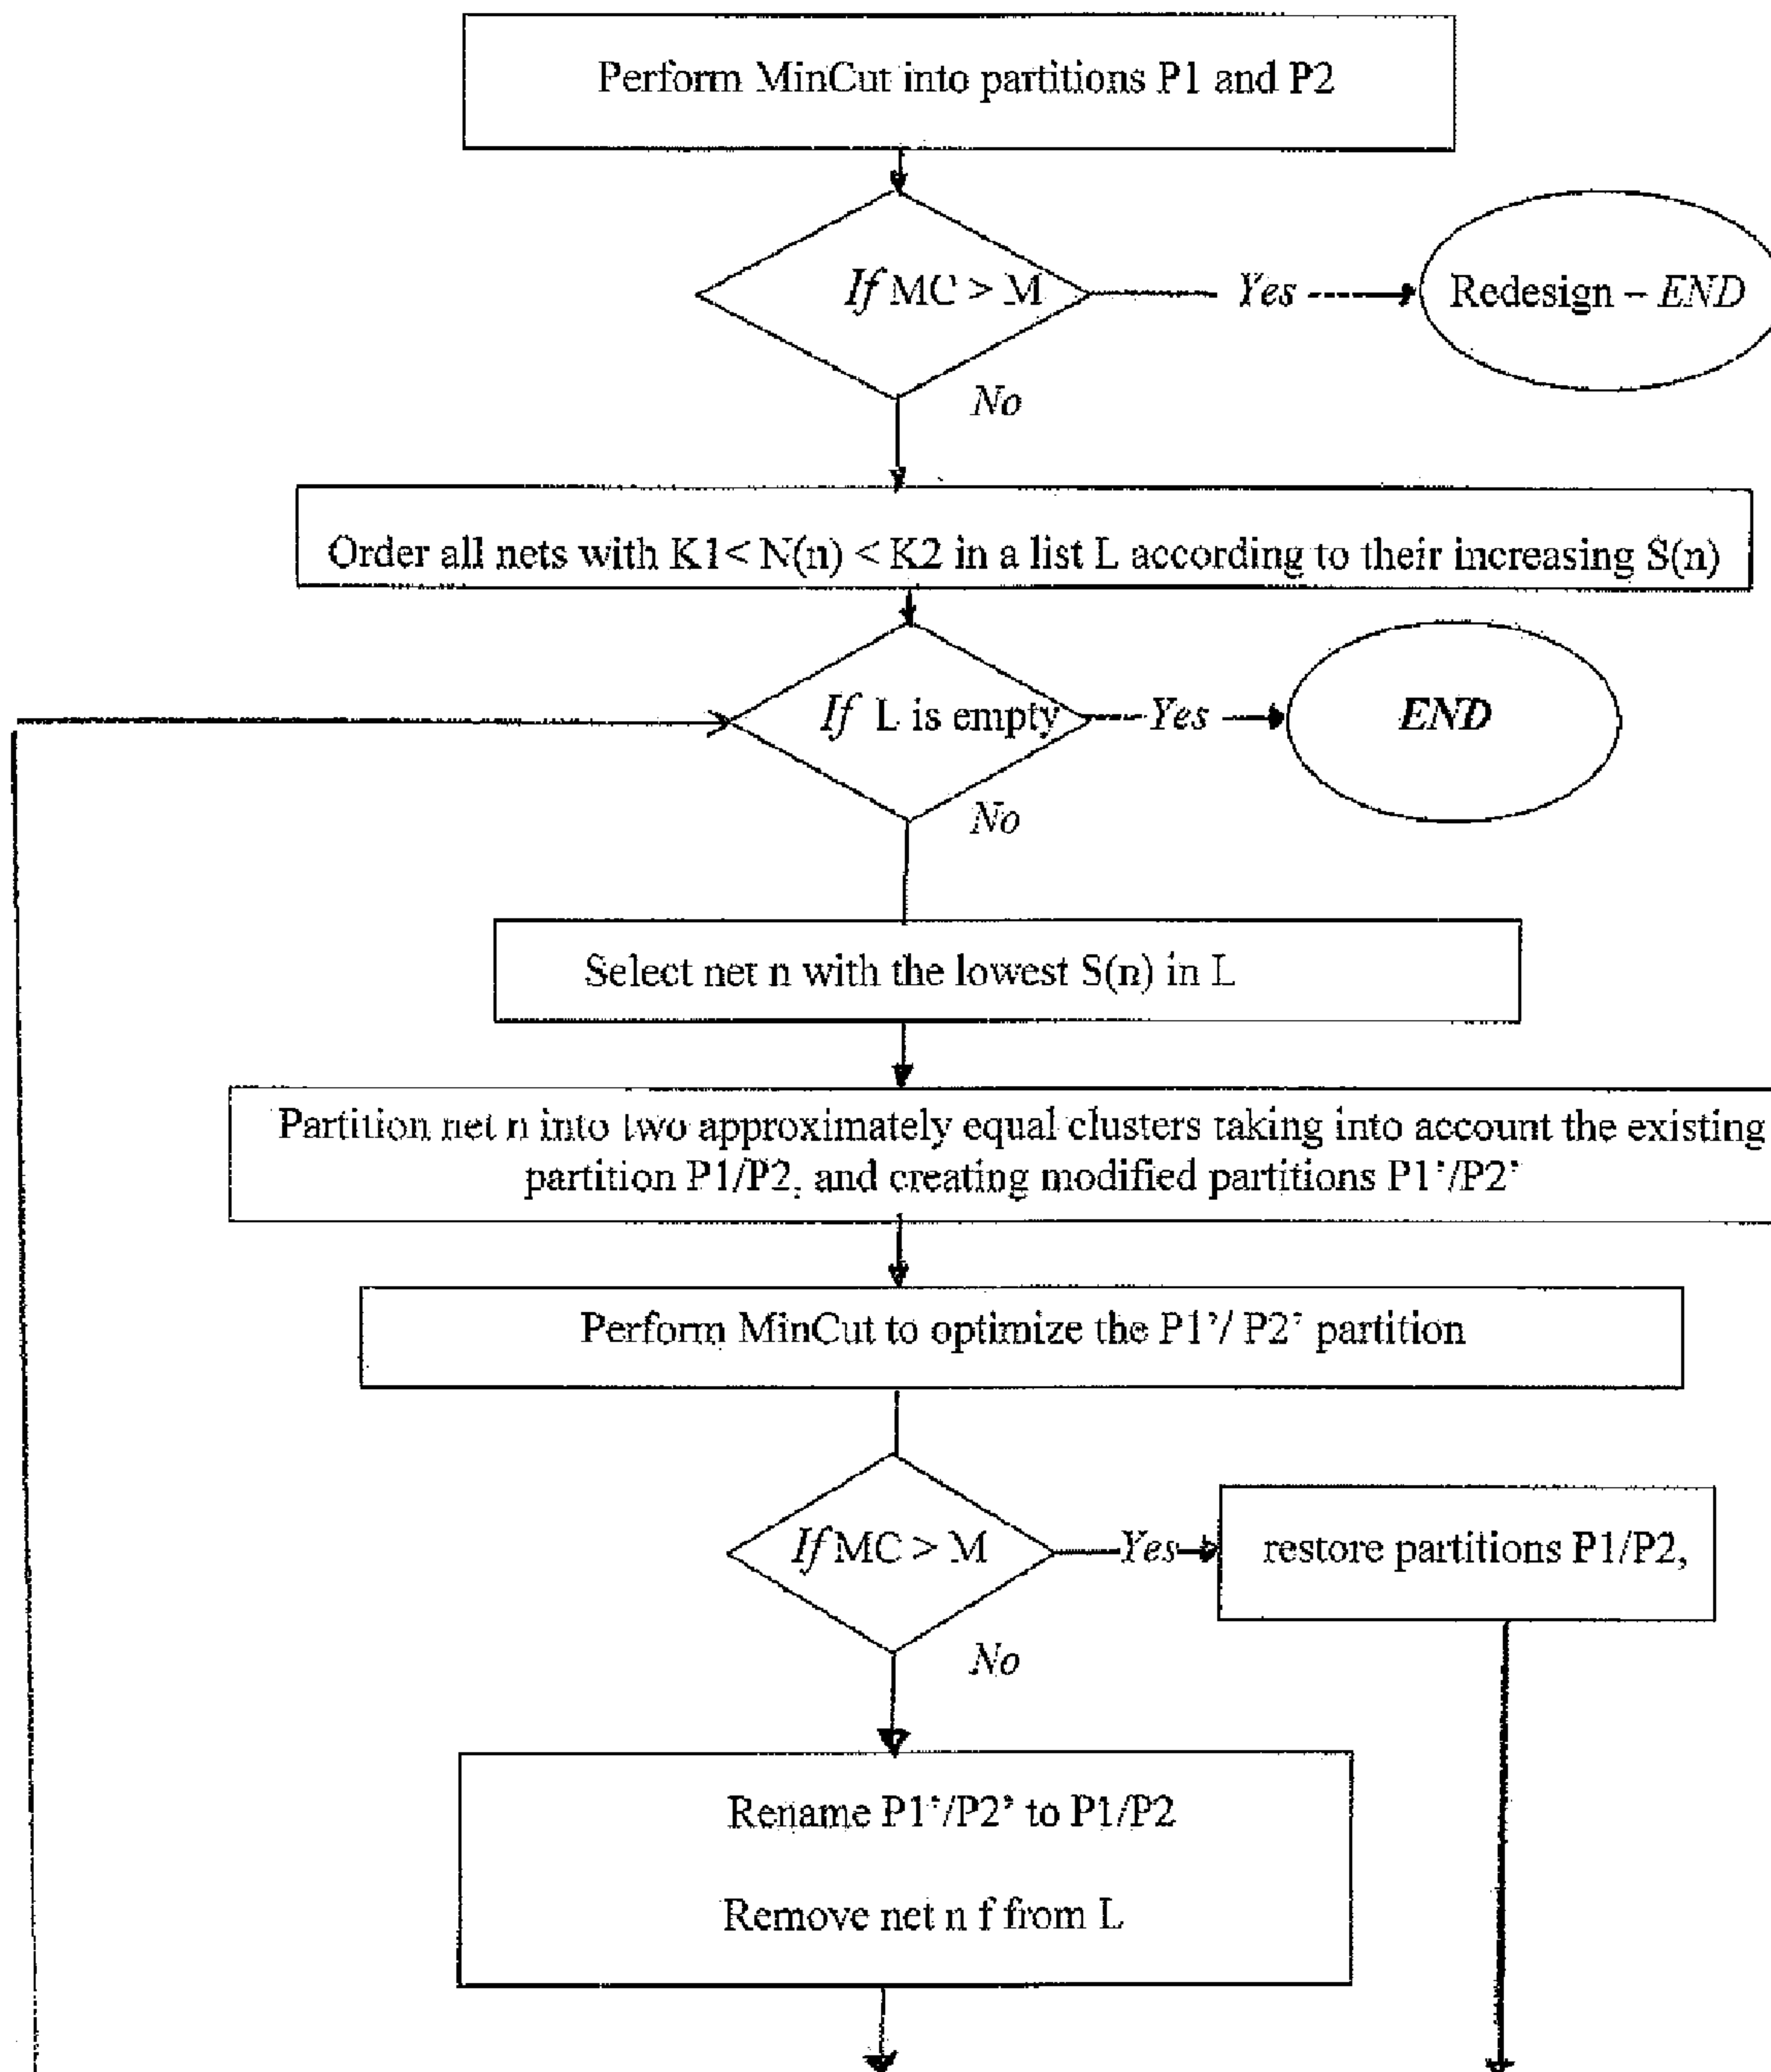 Perform MinCut into partitions P1 and P2
If MC > M
Yes
Redesign – END
No
Order all nets with K1< N(n) < K2 in a list L according to their increasing S(n)
If L is empty
Yes
END
No
Select net n with the lowest S(n) in L
Partition net n into two approximately equal clusters taking into account the existing
partition P1/P2, and creating modified partitions P1'/P2'
Perform MinCut to optimize the P1'/ P2' partition
If MC > M
Yes
restore partitions P1/P2,
No
Rename P1'/P2' to P1/P2
Remove net n f from L